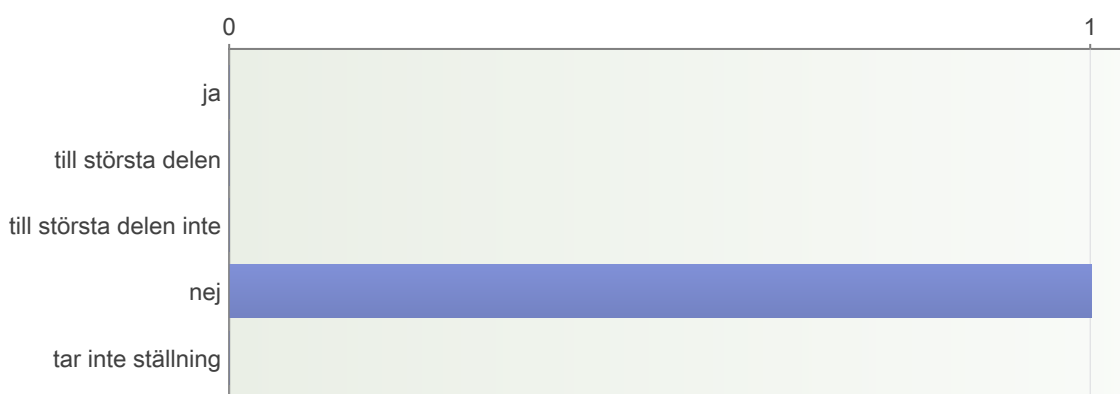 0 1
ja
till största delen
till största delen inte
nej
tar inte ställning